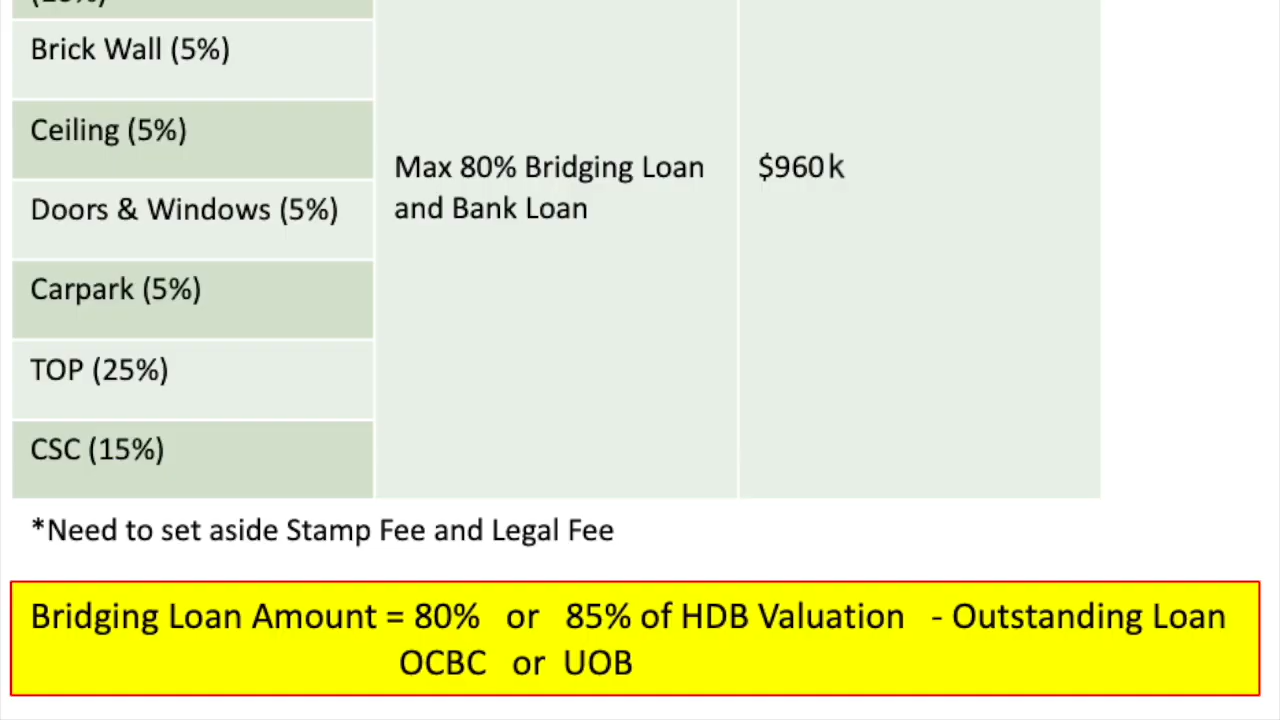 Brick Wall (5%)
Ceiling (5%)
Max 80% Bridging Loan
and Bank Loan
$960k
Doors & Windows (5%)
Carpark (5%)
TOP (25%)
CSC (15%)
*Need to set aside Stamp Fee and Legal Fee
Bridging Loan Amount = 80% or 85% of HDB Valuation - Outstanding Loan
OCBC or UOB